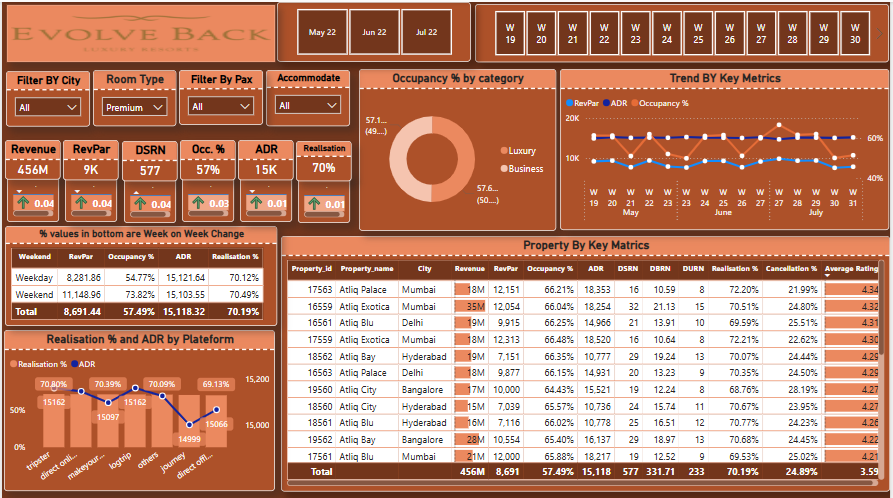 EVOLVE BACK
LUXURY RESORTS
May 22 Jun 22 Jul 22
W 19 W 20 W 21 W 22 W 23 W 24 W 25 W 26 W 27 W 28 W 29 W 30
Filter BY City Room Type Filter By Pax Accommodate
All Premium All All
Revenue RevPar DSRN Occ. % ADR Realisation
456M 9K 577 57% 15K 70%
0.04 0.04 0.04 0.03 0.01 0.01
Occupancy % by category
57.1...
(49....
Luxury
Business
57.6...
(50....
Trend BY Key Metrics
RevPar ADR Occupancy %
20K
60%
10K
40%
W 19 W 20 W 21 W 22 W 23 W 23 W 24 W 25 W 26 W 27 W 28 W 29 W 30 W 31
May June July
% values in bottom are Week on Week Change
Weekend RevPar Occupancy % ADR Realisation %
Weekday 8,281.86 54.77% 15,121.64 70.12%
Weekend 11,148.96 73.82% 15,103.55 70.49%
Total 8,691.44 57.49% 15,118.32 70.19%
Realisation % and ADR by Plateform
Realisation % ADR
70.80% 70.39% 70.09% 69.13%
15,200
15162 15097 15162 14999 15066
50%
15,000
0%
tripster direct onli... makeyour... logtrip others journey direct offl...
Property By Key Metrics
Property_id Property_name City Revenue RevPar Occupancy % ADR DSRN DBRN DURN Realisation % Cancellation % Average Rating
17563 Atliq Palace Mumbai 18M 12,151 66.21% 18,353 16 10.59 8 72.20% 21.99% 4.34
16559 Atliq Exotica Mumbai 35M 12,054 66.04% 18,254 32 21.13 15 70.51% 24.80% 4.32
16561 Atliq Blu Delhi 19M 9,915 66.25% 14,966 21 13.91 10 69.59% 25.51% 4.31
17559 Atliq Exotica Mumbai 18M 12,313 66.48% 18,520 16 10.64 8 72.21% 22.62% 4.30
18562 Atliq Bay Hyderabad 19M 7,151 66.35% 10,777 29 19.24 13 70.07% 24.44% 4.29
16563 Atliq Palace Delhi 18M 9,877 66.15% 14,931 20 13.23 9 70.35% 24.50% 4.29
19560 Atliq City Bangalore 17M 10,000 64.43% 15,521 19 12.24 8 68.76% 28.19% 4.27
18560 Atliq City Hyderabad 15M 7,039 65.57% 10,736 24 15.74 11 70.67% 23.95% 4.27
18561 Atliq Blu Hyderabad 16M 7,116 66.02% 10,778 25 16.51 12 70.77% 24.23% 4.26
19562 Atliq Bay Bangalore 28M 10,554 65.40% 16,137 29 18.97 13 70.68% 24.45% 4.22
17561 Atliq Blu Mumbai 21M 12,000 65.88% 18,217 19 12.52 9 69.53% 25.02% 4.21
Total 456M 8,691 57.49% 15,118 577 331.71 233 70.19% 24.89% 3.59